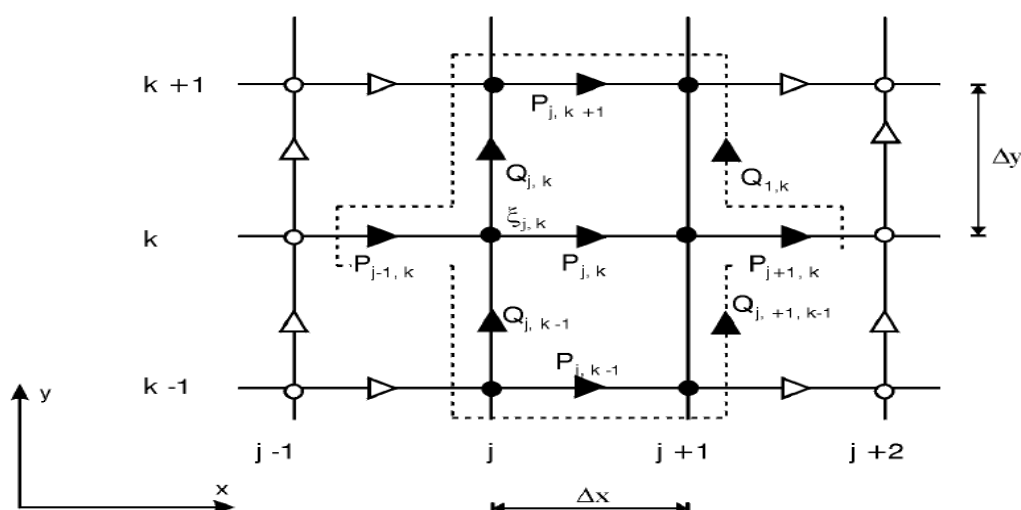 k +1
P j, k +1
Δy
Q j, k
Q 1,k
ξ j, k
k
P j-1, k
P j, k
P j+1, k
Q j, k-1
Q j, +1, k-1
P j, k-1
k -1
y
j -1
j
j +1
j +2
x
Δx